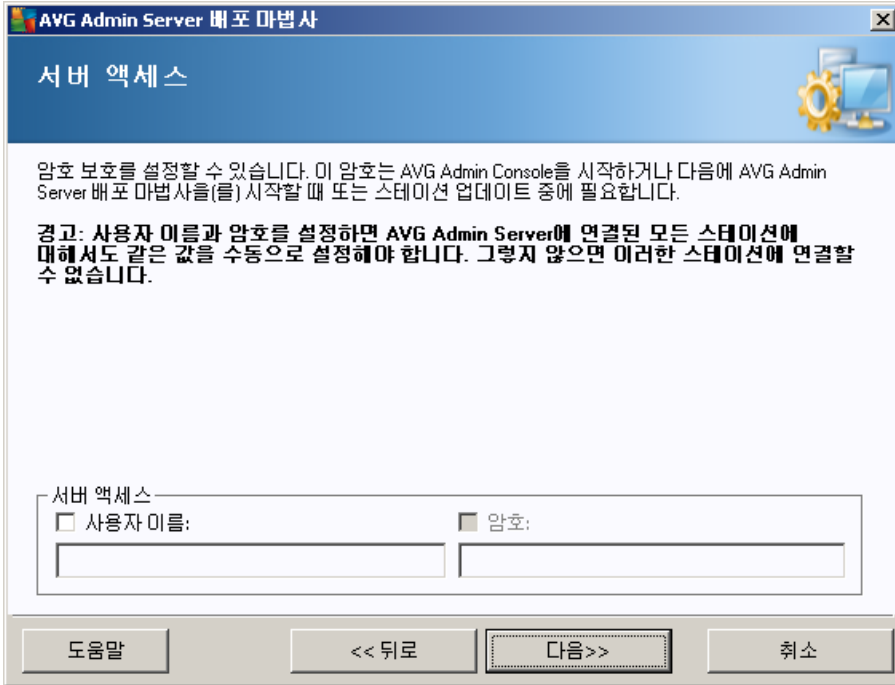 AVG Admin Server 배포 마법사
서버 액세스
암호 보호를 설정할 수 있습니다. 이 암호는 AVG Admin Console을 시작하거나 다음에 AVG Admin
Server 배포 마법사을(를) 시작할 때 또는 스테이션 업데이트 중에 필요합니다.
경고: 사용자 이름과 암호를 설정하면 AVG Admin Server에 연결된 모든 스테이션에
대해서도 같은 값을 수동으로 설정해야 합니다. 그렇지 않으면 이러한 스테이션에 연결할
수 없습니다.
서버 액세스
사용자 이름: 암호:
도움말 << 뒤로 다음>> 취소